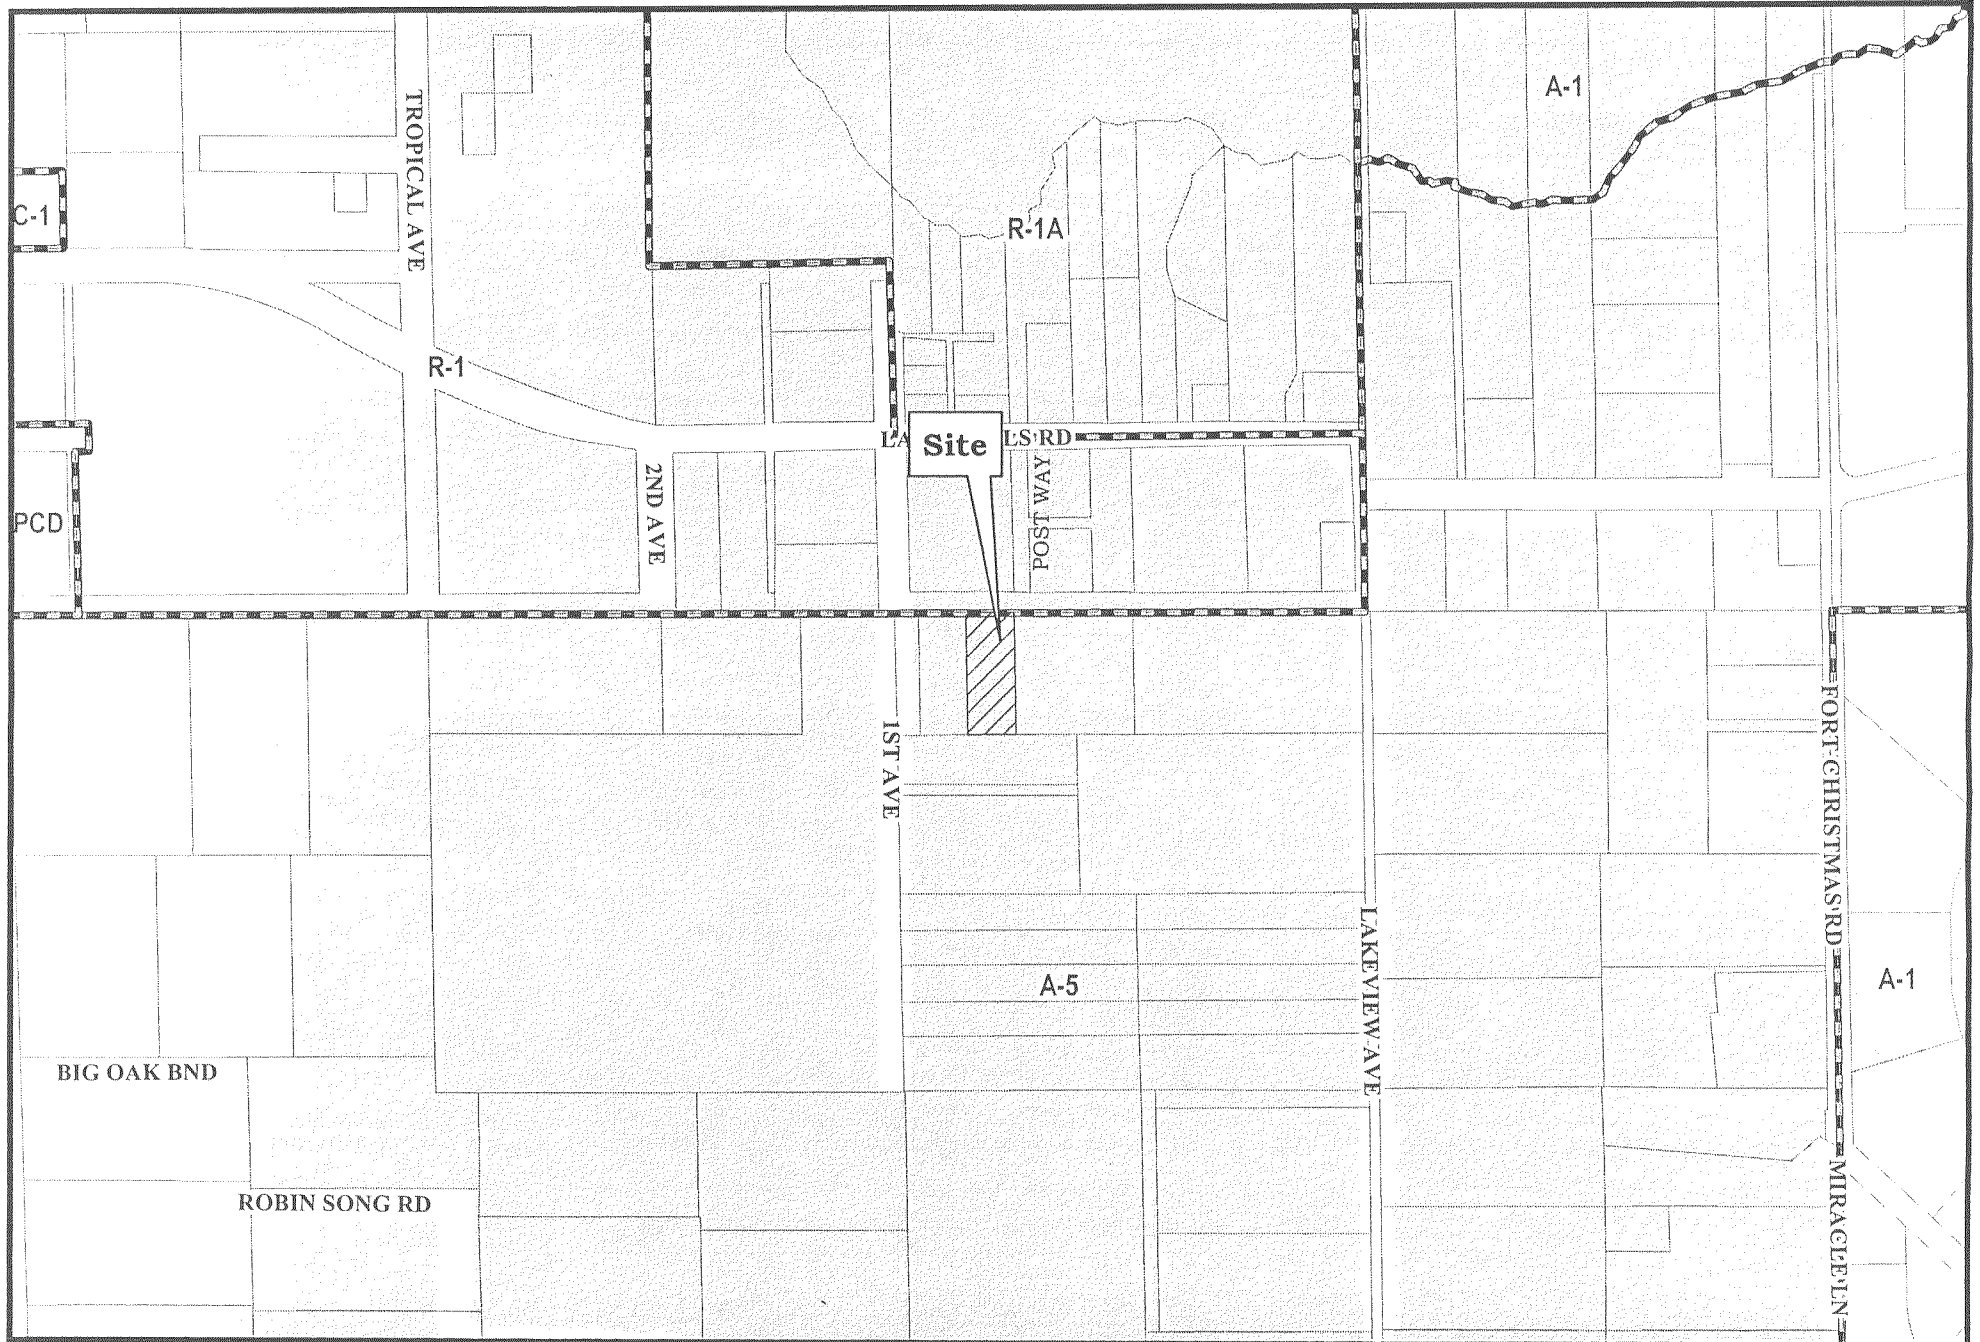 A-1
TROPICAL AVE
C-1
R-1A
R-1
LA
LS RD
Site
2ND AVE
POST WAY
PCD
1ST AVE
FORT CHRISTMAS RD
LAKEVIEW AVE
A-5
A-1
BIG OAK BND
MIRACLE LN
ROBIN SONG RD